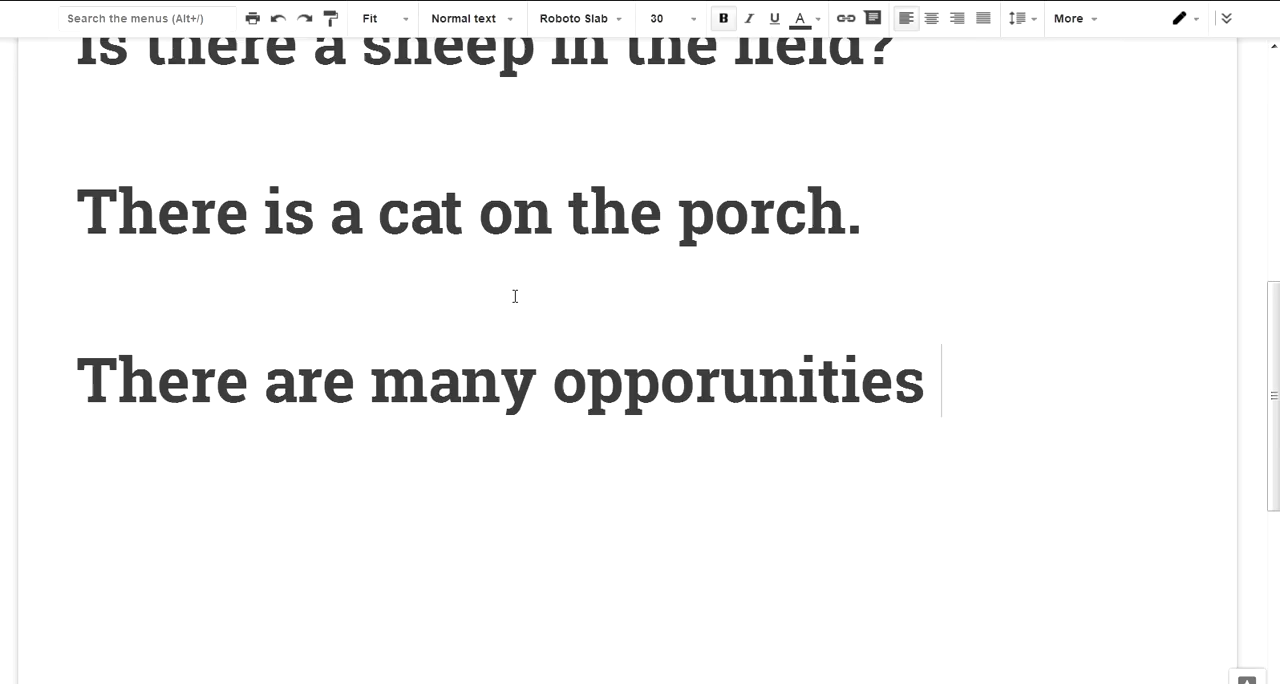 Search the menus (Alt+/) Fit Normal text Roboto Slab 30 B I U A More
Is there a sheep in the field?
There is a cat on the porch.
There are many opporunities